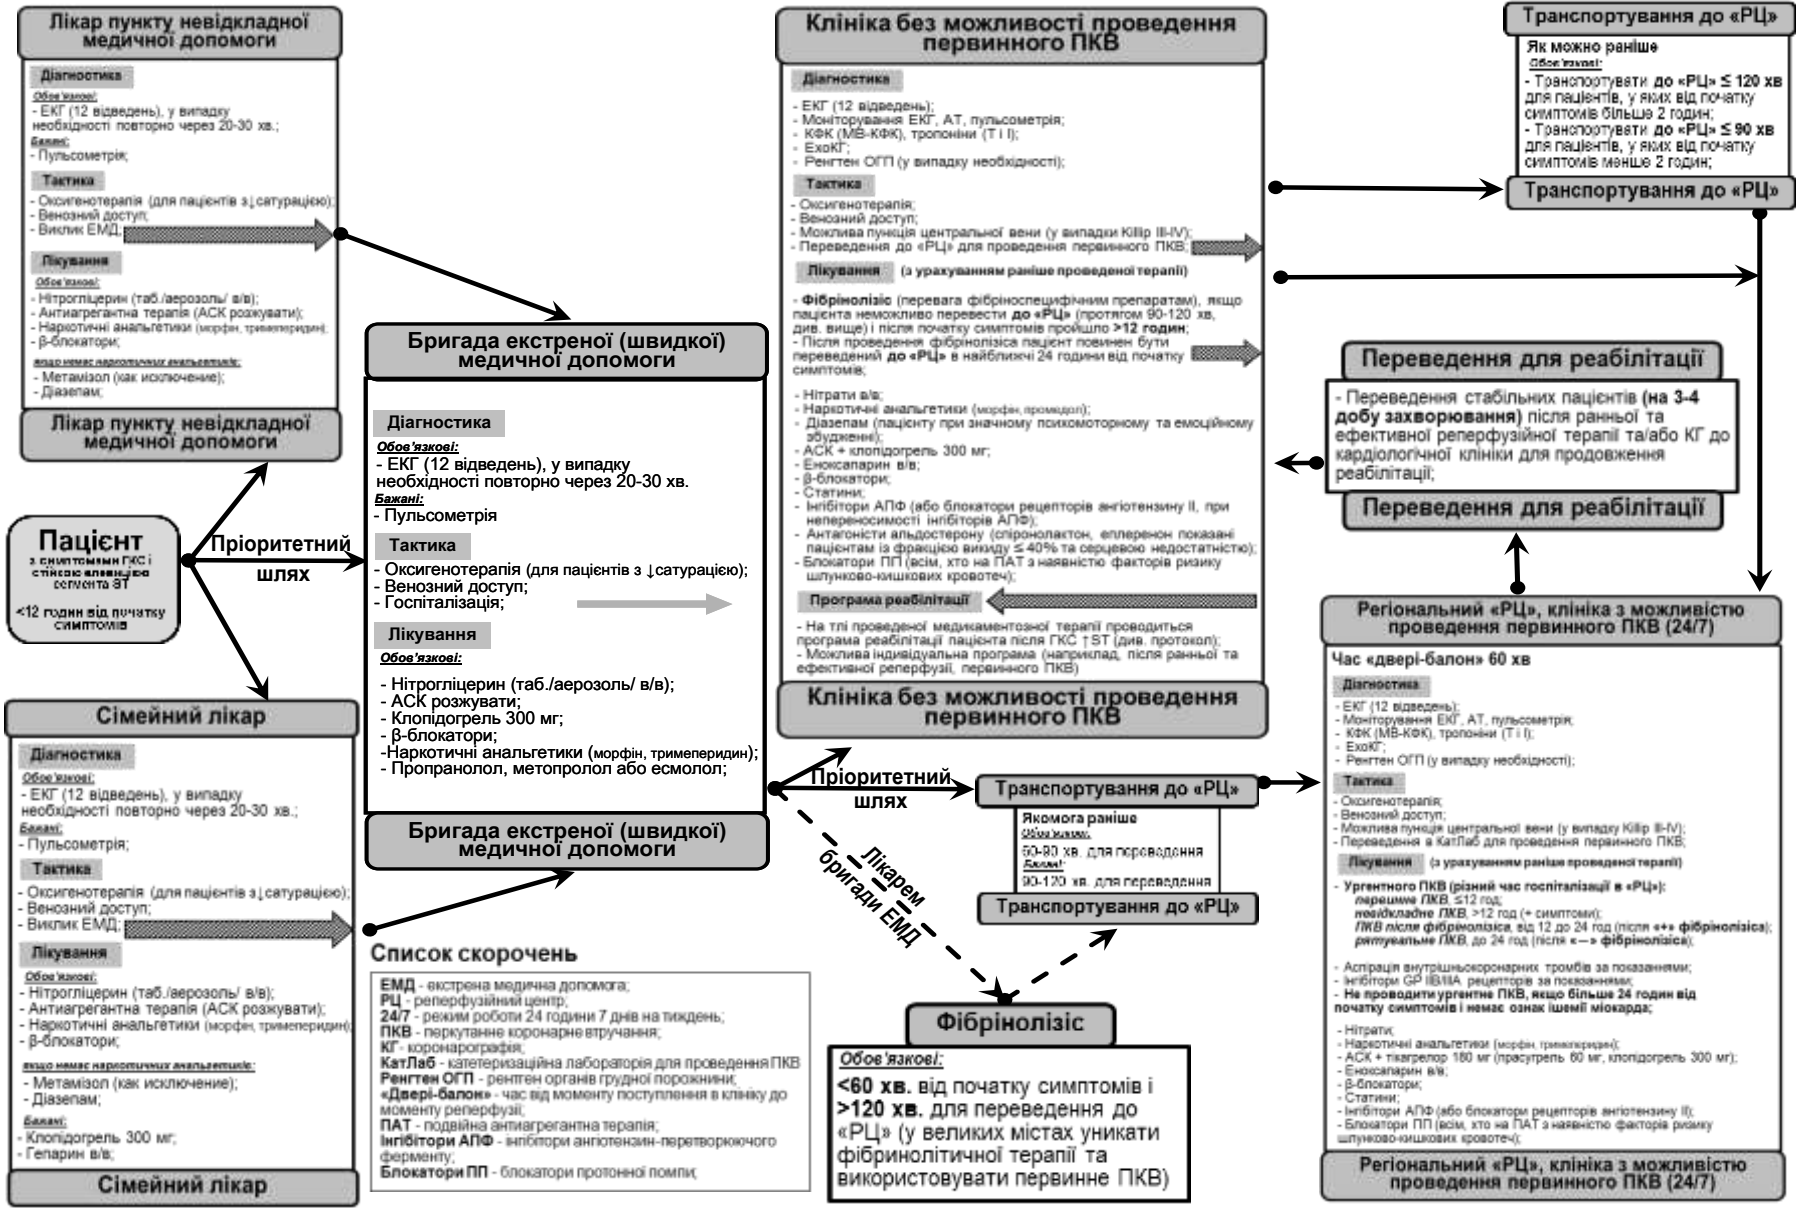 Лікар пункту невідкладної
медичної допомоги
Діагностика
Обов'язкові:
- ЕКГ (12 відведень), у випадку
необхідності повторно через 20-30 хв.;
Бажані:
- Пульсометрія;
Тактика
- Оксигенотерапія (для пацієнтів з↓сатурацією);
- Венозний доступ;
- Виклик ЕМД;
Лікування
Обов'язкові:
- Нітрогліцерин (таб./аерозоль/ в/в);
- Антиагрегантна терапія (АСК розжувати);
- Наркотичні анальгетики (морфін, тримеперидин);
- β-блокатори;
якщо немає наркотичних анальгетиків:
- Метамізол (как исключение);
- Діазепам;
Лікар пункту невідкладної
медичної допомоги
Пацієнт
з симптомами ГКС і
стійкою елевацією
сегмента ST
<12 годин від початку
симптомів
Пріоритетний
шлях
Сімейний лікар
Діагностика
Обов'язкові:
- ЕКГ (12 відведень), у випадку
необхідності повторно через 20-30 хв.;
Бажані:
- Пульсометрія;
Тактика
- Оксигенотерапія (для пацієнтів з↓сатурацією);
- Венозний доступ;
- Виклик ЕМД;
Лікування
Обов'язкові:
- Нітрогліцерин (таб./аерозоль/ в/в);
- Антиагрегантна терапія (АСК розжувати);
- Наркотичні анальгетики (морфін, тримеперидин);
- β-блокатори;
якщо немає наркотичних анальгетиків:
- Метамізол (как исключение);
- Діазепам;
Бажані:
- Клопідогрель 300 мг;
- Гепарин в/в;
Сімейний лікар
Бригада екстреної (швидкої)
медичної допомоги
Діагностика
Обов'язкові:
- ЕКГ (12 відведень), у випадку
необхідності повторно через 20-30 хв.
Бажані:
- Пульсометрія
Тактика
- Оксигенотерапія (для пацієнтів з ↓сатурацією);
- Венозний доступ;
- Госпіталізація;
Лікування
Обов'язкові:
- Нітрогліцерин (таб./аерозоль/ в/в);
- АСК розжувати;
- Клопідогрель 300 мг;
- β-блокатори;
-Наркотичні анальгетики (морфін, тримеперидин);
- Пропранолол, метопролол або есмолол;
Бригада екстреної (швидкої)
медичної допомоги
Список скорочень
ЕМД - екстрена медична допомога;
РЦ - реперфузійний центр;
24/7 - режим роботи 24 години 7 днів на тиждень;
ПКВ - перкутанне коронарне втручання;
КГ- коронарографія;
КатЛаб - катетеризаційна лабораторія для проведення ПКВ
Ренгтен ОГП - рентген органів грудної порожнини;
«Двері-балон» - час від моменту поступлення в клініку до
моменту реперфузії;
ПАТ - подвійна антиагрегантна терапія;
Інгібітори АПФ - інгібітори ангіотензин-перетворюючого
ферменту;
Блокатори ПП - блокатори протонної помпи;
Клініка без можливості проведення
первинного ПКВ
Діагностика
- ЕКГ (12 відведень);
- Моніторування ЕКГ, АТ, пульсометрія;
- КФК (МВ-КФК), тропоніни (Т і І);
- ЕхоКГ;
- Ренгтен ОГП (у випадку необхідності);
Тактика
- Оксигенотерапія;
- Венозний доступ;
- Можлива пункція центральної вени (у випадки Killip III-IV);
- Переведення до «РЦ» для проведення первинного ПКВ;
Лікування (з урахуванням раніше проведеної терапії)
- Фібринолізіс (перевага фібріноспецифічним препаратам), якщо
пацієнта неможливо перевести до «РЦ» (протягом 90-120 хв,
див. вище) і після початку симптомів пройшло >12 годин;
- Після проведення фібринолізіса пацієнт повинен бути
переведений до «РЦ» в найближчі 24 години від початку
симптомів;
- Нітрати в/в;
- Наркотичні анальгетики (морфін, промедол);
- Діазепам (пацієнту при значному психомоторному та емоційному
збудженні);
- АСК + клопідогрель 300 мг;
- Еноксапарин в/в;
- β-блокатори;
- Статини;
- Інгібітори АПФ (або блокатори рецепторів ангіотензину II, при
непереносимості інгібіторів АПФ);
- Антагоністи альдостерону (спіронолактон, еплеренон показані
пацієнтам із фракцією викиду ≤ 40% та серцевою недостатністю);
- Блокатори ПП (всім, хто на ПАТ з наявністю факторів ризику
шлунково-кишкових кровотеч);
Програма реабілітації
- На тлі проведеної медикаментозної терапії проводиться
програма реабілітації пацієнта після ГКС ↑ST (див. протокол);
- Можлива індивідуальна програма (наприклад, після ранньої та
ефективної реперфузії, первинного ПКВ)
Клініка без можливості проведення
первинного ПКВ
Пріоритетний
шлях
Лікарем
бригади ЕМД
Транспортування до «РЦ»
Якомога раніше
Обов'язкові:
60-90 хв. для переведення
Бажані:
90-120 хв. для переведення
Транспортування до «РЦ»
Фібрінолізіс
Обов'язкові:
<60 хв. від початку симптомів і
>120 хв. для переведення до
«РЦ» (у великих містах уникати
фібринолітичної терапії та
використовувати первинне ПКВ)
Транспортування до «РЦ»
Як можно раніше
Обов'язкові:
- Транспортувати до «РЦ» ≤ 120 хв
для пацієнтів, у яких від початку
симптомів більше 2 годин;
- Транспортувати до «РЦ» ≤ 90 хв
для пацієнтів, у яких від початку
симптомів менше 2 годин;
Транспортування до «РЦ»
Переведення для реабілітації
- Переведення стабільних пацієнтів (на 3-4
добу захворювання) після ранньої та
ефективної реперфузійної терапії та/або КГ до
кардіологічної клініки для продовження
реабілітації;
Переведення для реабілітації
Регіональний «РЦ», клініка з можливістю
проведення первинного ПКВ (24/7)
Час «двері-балон» 60 хв
Діагностика
- ЕКГ (12 відведень);
- Моніторування ЕКГ, АТ, пульсометрія;
- КФК (МВ-КФК), тропоніни (Т і І);
- ЕхоКГ;
- Ренгтен ОГП (у випадку необхідності);
Тактика
- Оксигенотерапія;
- Венозний доступ;
- Можлива пункція центральної вени (у випадку Killip III-IV);
- Переведення в КатЛаб для проведення первинного ПКВ;
Лікування (з урахуванням раніше проведеної терапії)
- Ургентного ПКВ (різний час госпіталізації в «РЦ»):
першине ПКВ, ≤12 год;
невідкладне ПКВ, >12 год (+ симптоми);
ПКВ після фібрінолізіса, від 12 до 24 год (після «+» фібрінолізіса);
рятувальне ПКВ, до 24 год (після «—» фібрінолізіса);
- Аспірація внутрішньокоронарних тромбів за показаннями;
- Інгібітори GP IIB/IIIA рецепторів за показаннями;
- Не проводити ургентне ПКВ, якщо більше 24 годин від
початку симптомів і немає ознак ішемії міокарда;
- Нітрати;
- Наркотичні анальгетики (морфін, тримеперидин);
- АСК + тікагрелор 180 мг (прасугрель 60 мг, клопідогрель 300 мг);
- Еноксапарин в/в;
- β-блокатори;
- Статини;
- Інгібітори АПФ (або блокатори рецепторів ангіотензину II);
- Блокатори ПП (всім, хто на ПАТ з наявністю факторів ризику
шлунково-кишкових кровотеч);
Регіональний «РЦ», клініка з можливістю
проведення первинного ПКВ (24/7)